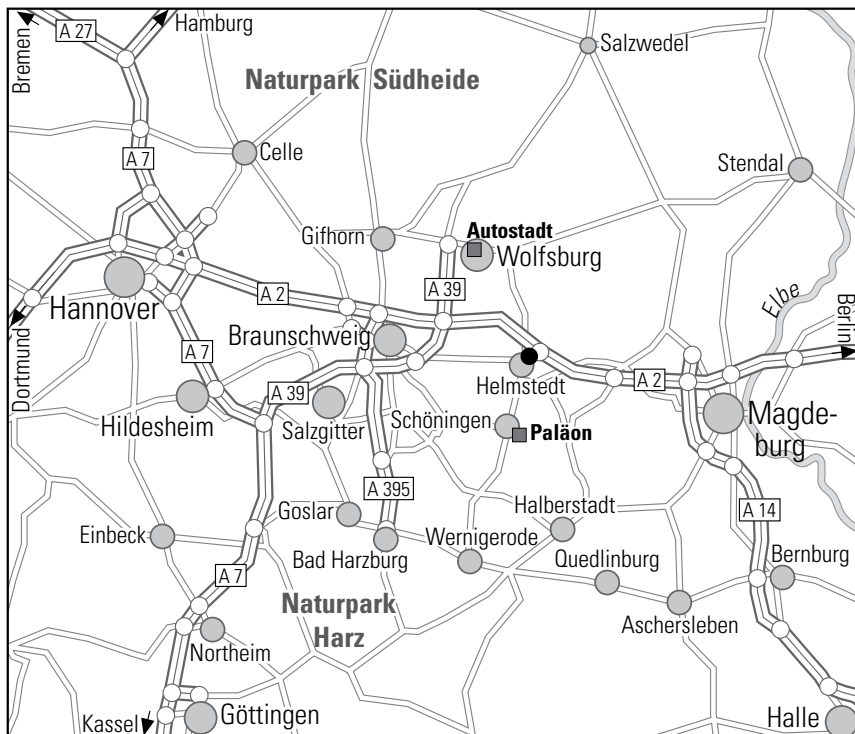 Bremen
A 27
Hamburg
Salzwedel
Naturpark Südheide
A 7
Celle
Stendal
Gifhorn
Autostadt
Wolfsburg
Hannover
A 2
A 39
Elbe
Berlin
Dortmund
Braunschweig
A 7
Helmstedt
A 2
A 39
Hildesheim
Salzgitter
Schöningen
Paläon
Magde-
burg
A 395
Goslar
Halberstadt
A 14
Einbeck
Bad Harzburg
Wernigerode
Quedlinburg
Bernburg
A 7
Naturpark
Harz
Aschersleben
Northeim
Kassel
Göttingen
Halle